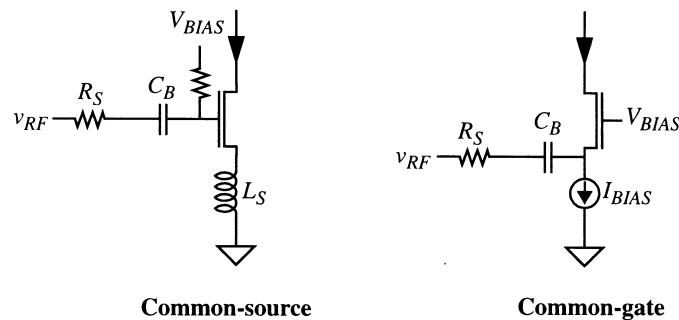 V_BIAS
R_S
C_B
v_RF
L_S
Common-source
V_BIAS
R_S
C_B
v_RF
I_BIAS
Common-gate